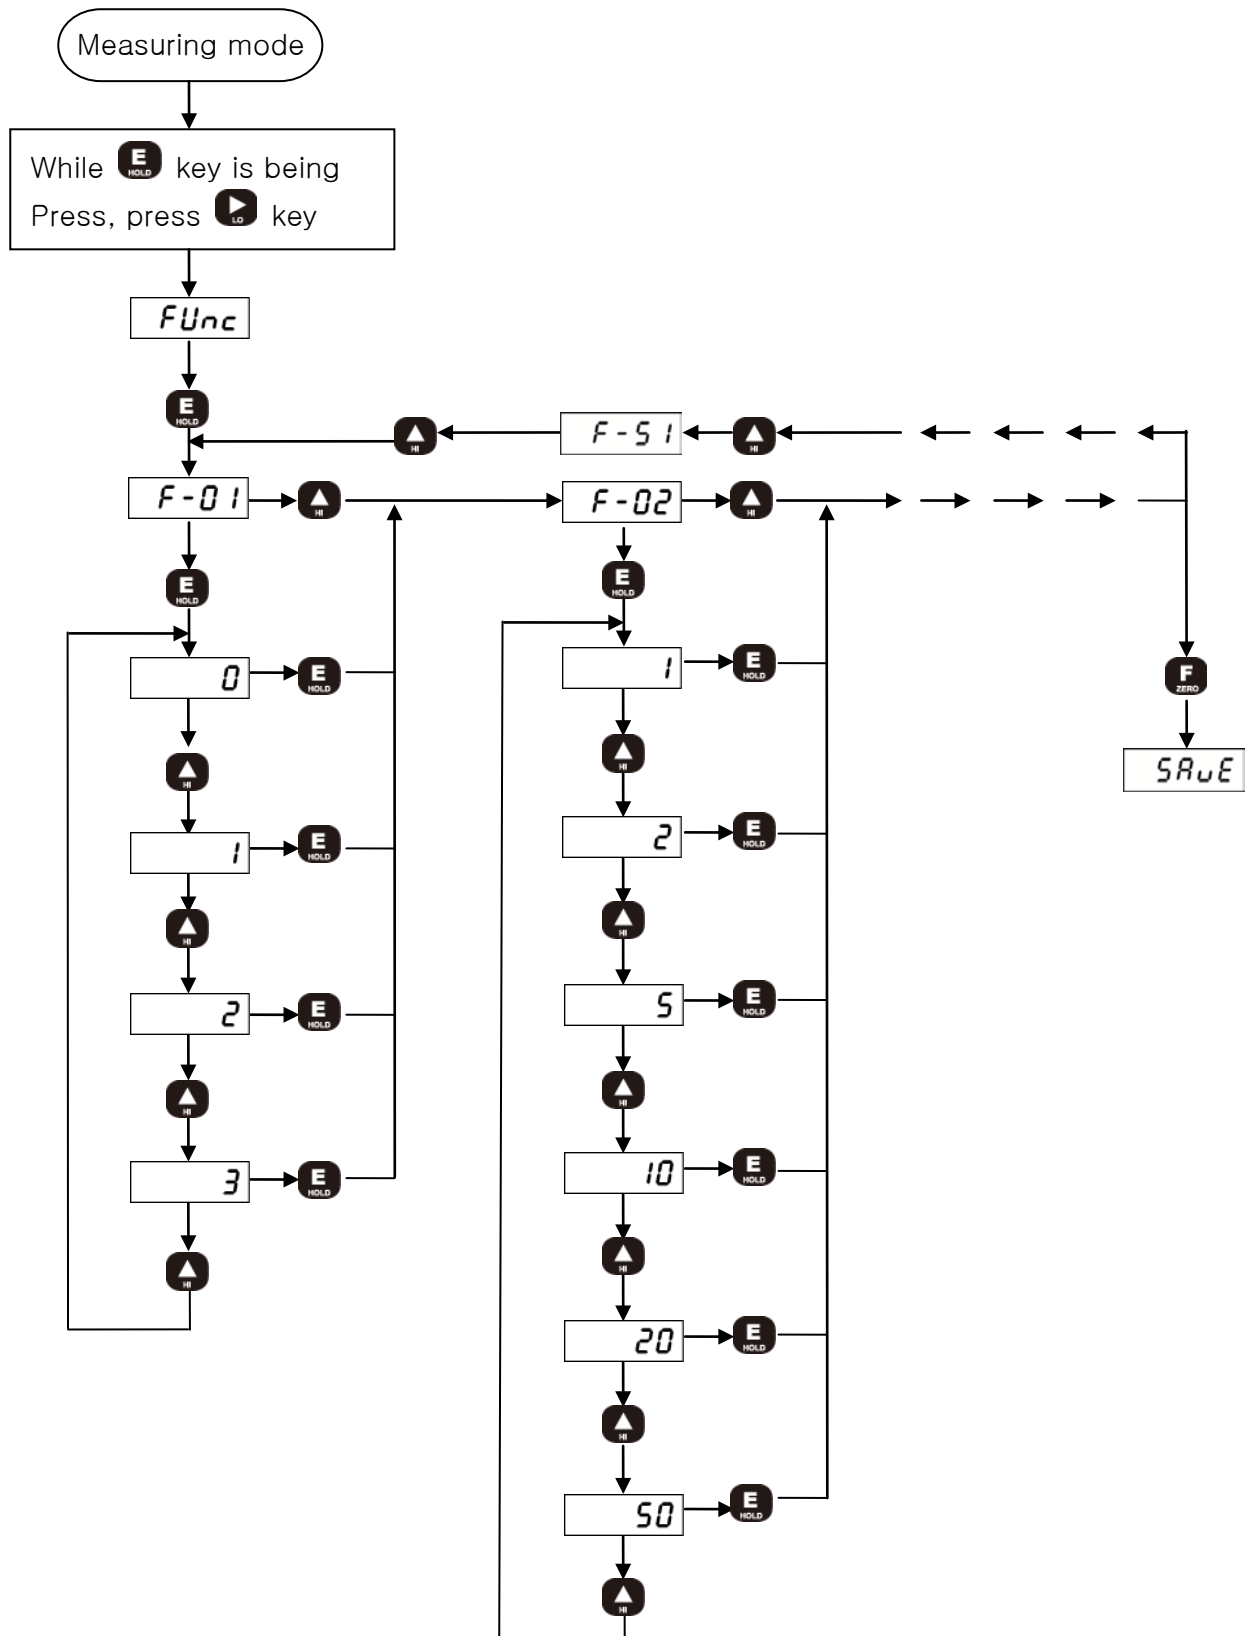 Measuring mode
While E HOLD key is being
Press, press LO key
FUnc
E HOLD
HI F-51 HI
F-01 HI F-02 HI
E HOLD
E HOLD
0 E HOLD
1 E HOLD
F ZERO
HI
HI
SAvE
1 E HOLD
2 E HOLD
HI
HI
2 E HOLD
5 E HOLD
HI
HI
3 E HOLD
10 E HOLD
HI
HI
20 E HOLD
HI
50 E HOLD
HI